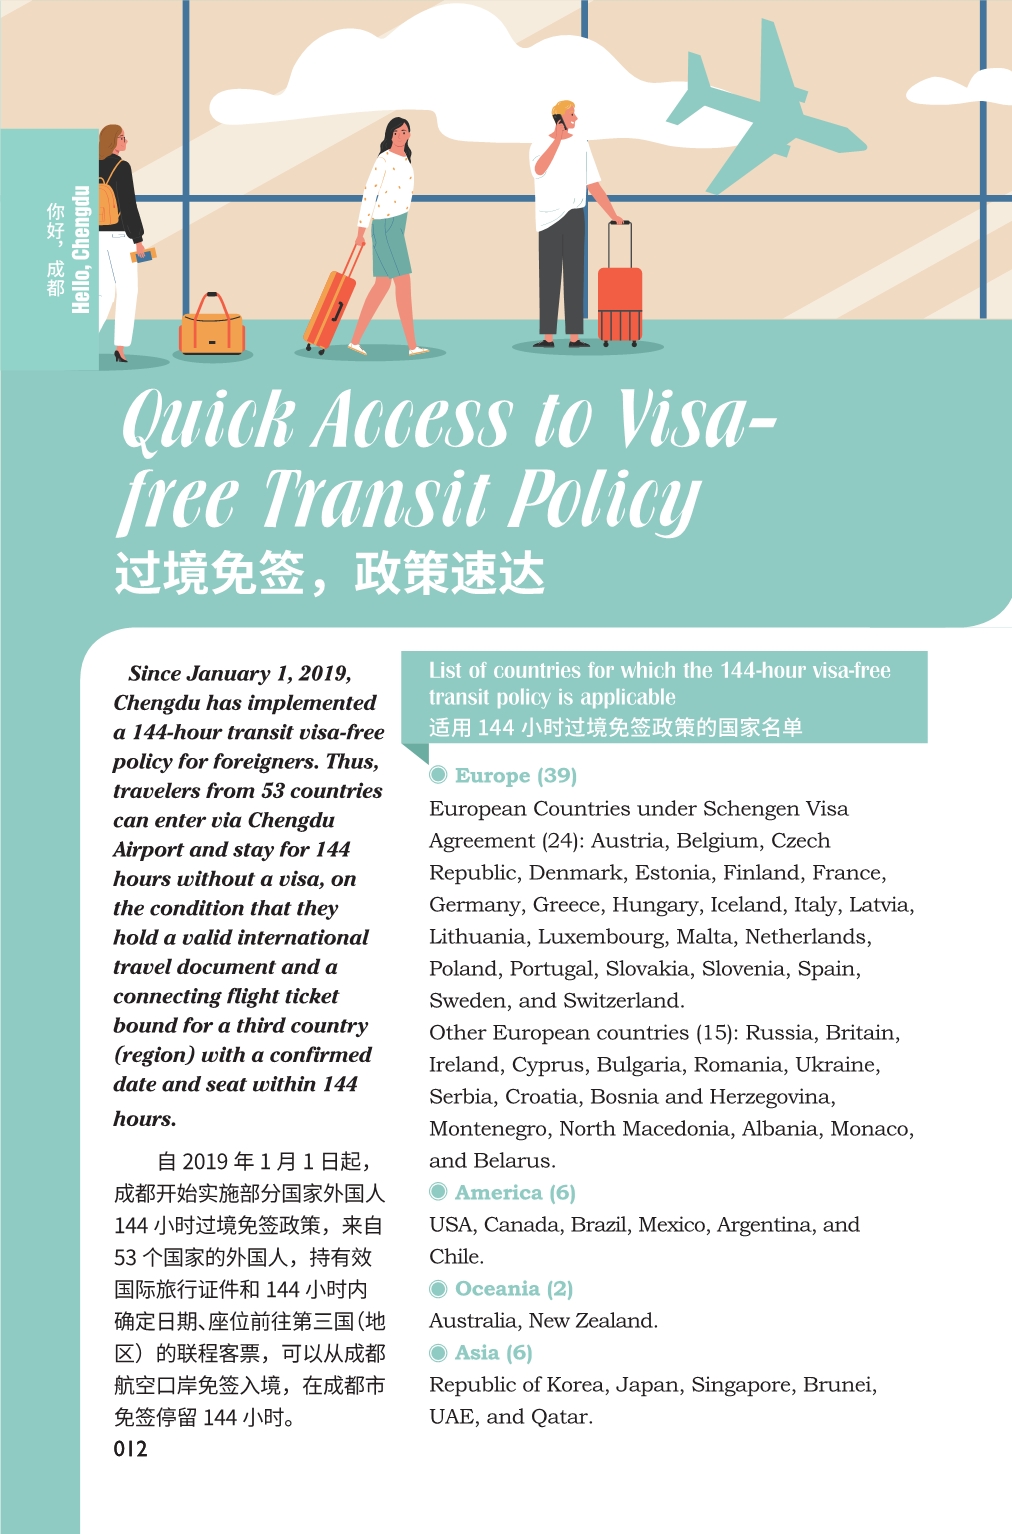 你好，成都
Hello, Chengdu
Quick Access to Visa-
free Transit Policy
过境免签，政策速达
Since January 1, 2019,
Chengdu has implemented
a 144-hour transit visa-free
policy for foreigners. Thus,
travelers from 53 countries
can enter via Chengdu
Airport and stay for 144
hours without a visa, on
the condition that they
hold a valid international
travel document and a
connecting flight ticket
bound for a third country
(region) with a confirmed
date and seat within 144
hours.
自 2019 年 1 月 1 日起，
成都开始实施部分国家外国人
144 小时过境免签政策，来自
53 个国家的外国人，持有效
国际旅行证件和 144 小时内
确定日期、座位前往第三国（地
区）的联程客票，可以从成都
航空口岸免签入境，在成都市
免签停留 144 小时。
List of countries for which the 144-hour visa-free
transit policy is applicable
适用 144 小时过境免签政策的国家名单
Europe (39)
European Countries under Schengen Visa
Agreement (24): Austria, Belgium, Czech
Republic, Denmark, Estonia, Finland, France,
Germany, Greece, Hungary, Iceland, Italy, Latvia,
Lithuania, Luxembourg, Malta, Netherlands,
Poland, Portugal, Slovakia, Slovenia, Spain,
Sweden, and Switzerland.
Other European countries (15): Russia, Britain,
Ireland, Cyprus, Bulgaria, Romania, Ukraine,
Serbia, Croatia, Bosnia and Herzegovina,
Montenegro, North Macedonia, Albania, Monaco,
and Belarus.
America (6)
USA, Canada, Brazil, Mexico, Argentina, and
Chile.
Oceania (2)
Australia, New Zealand.
Asia (6)
Republic of Korea, Japan, Singapore, Brunei,
UAE, and Qatar.
012